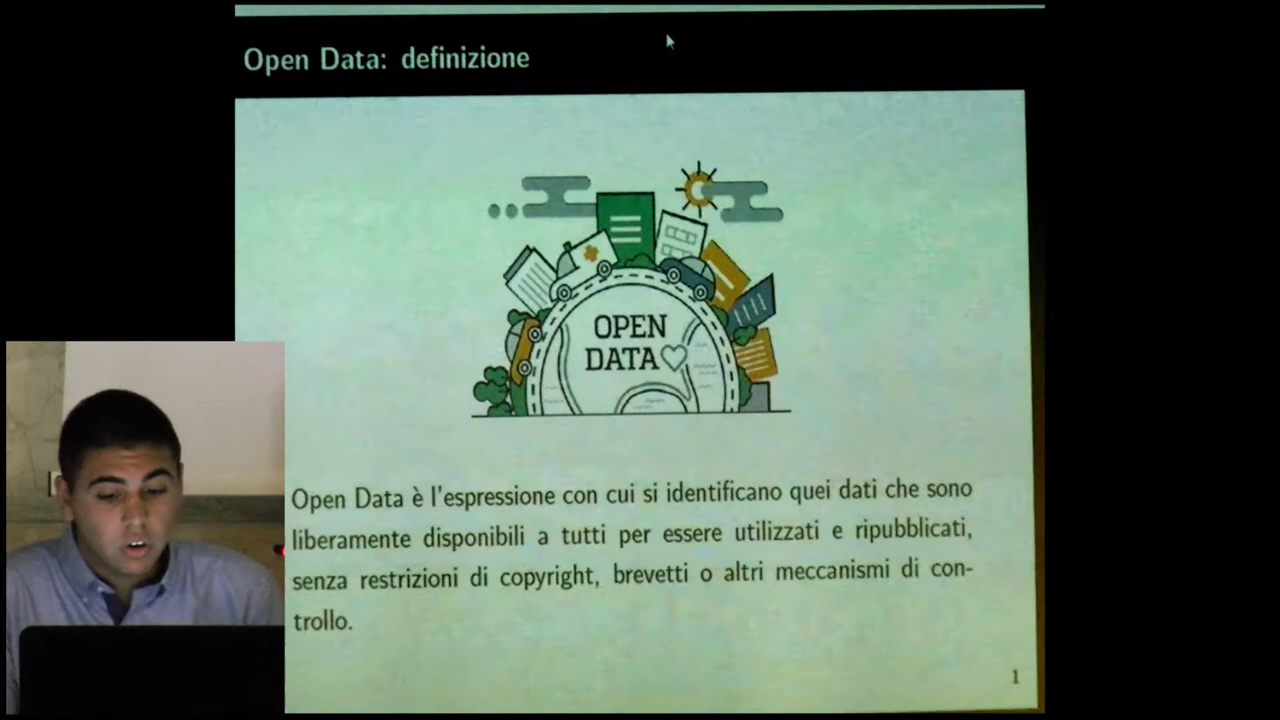 Open Data: definizione
OPEN
DATA
Open Data è l'espressione con cui si identificano quei dati che sono
liberamente disponibili a tutti per essere utilizzati e ripubblicati,
senza restrizioni di copyright, brevetti o altri meccanismi di con-
trollo.
1